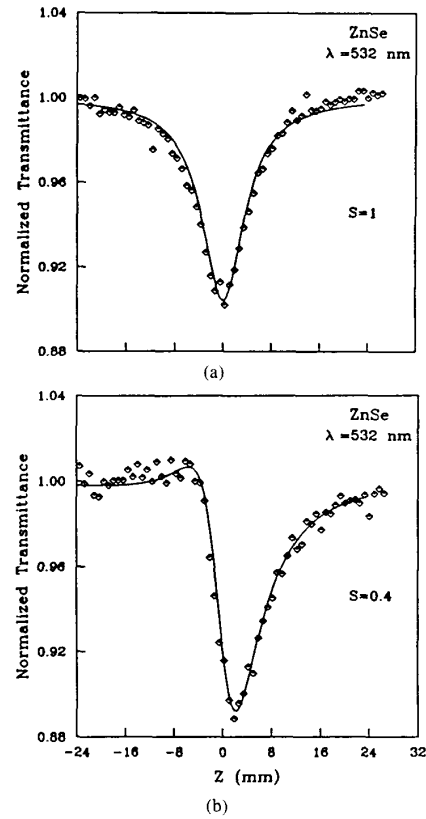 1.04
ZnSe
λ = 532 nm
1.00
0.96
S=1
0.92
0.88
Normalized Transmittance
(a)
1.04
ZnSe
λ = 532 nm
1.00
0.96
S=0.4
0.92
0.88
Normalized Transmittance
-24 -16 -8 0 8 16 24 32
Z (mm)
(b)